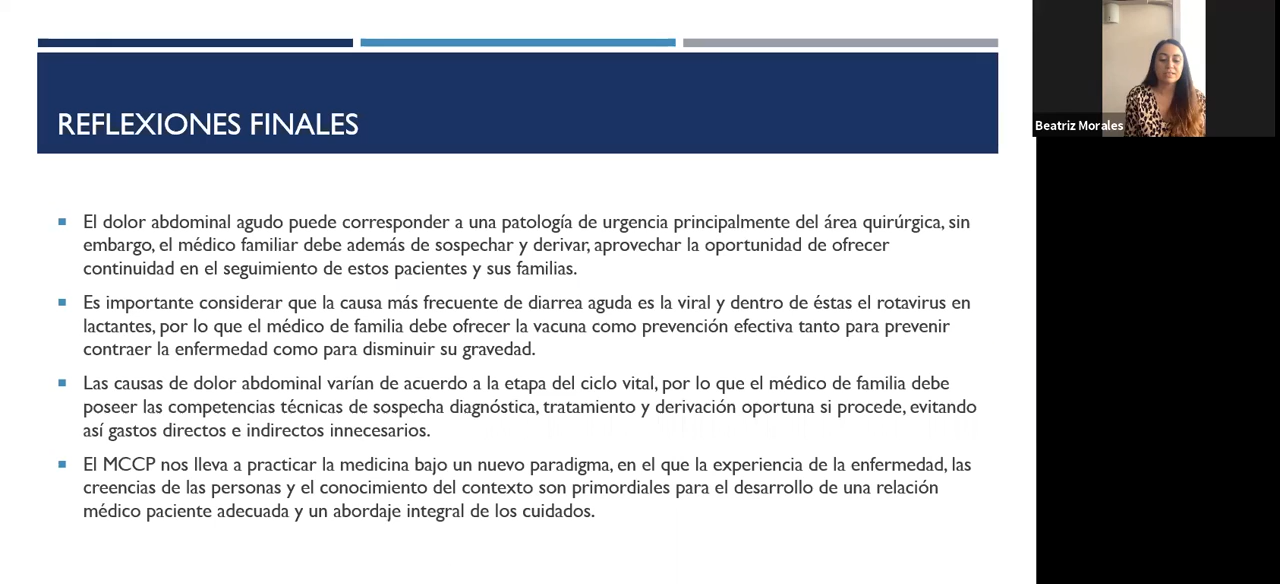 REFLEXIONES FINALES
El dolor abdominal agudo puede corresponder a una patología de urgencia principalmente del área quirúrgica, sin
embargo, el médico familiar debe además de sospechar y derivar, aprovechar la oportunidad de ofrecer
continuidad en el seguimiento de estos pacientes y sus familias.
Es importante considerar que la causa más frecuente de diarrea aguda es la viral y dentro de éstas el rotavirus en
lactantes, por lo que el médico de familia debe ofrecer la vacuna como prevención efectiva tanto para prevenir
contraer la enfermedad como para disminuir su gravedad.
Las causas de dolor abdominal varían de acuerdo a la etapa del ciclo vital, por lo que el médico de familia debe
poseer las competencias técnicas de sospecha diagnóstica, tratamiento y derivación oportuna si procede, evitando
así gastos directos e indirectos innecesarios.
El MCCP nos lleva a practicar la medicina bajo un nuevo paradigma, en el que la experiencia de la enfermedad, las
creencias de las personas y el conocimiento del contexto son primordiales para el desarrollo de una relación
médico paciente adecuada y un abordaje integral de los cuidados.
Beatriz Morales